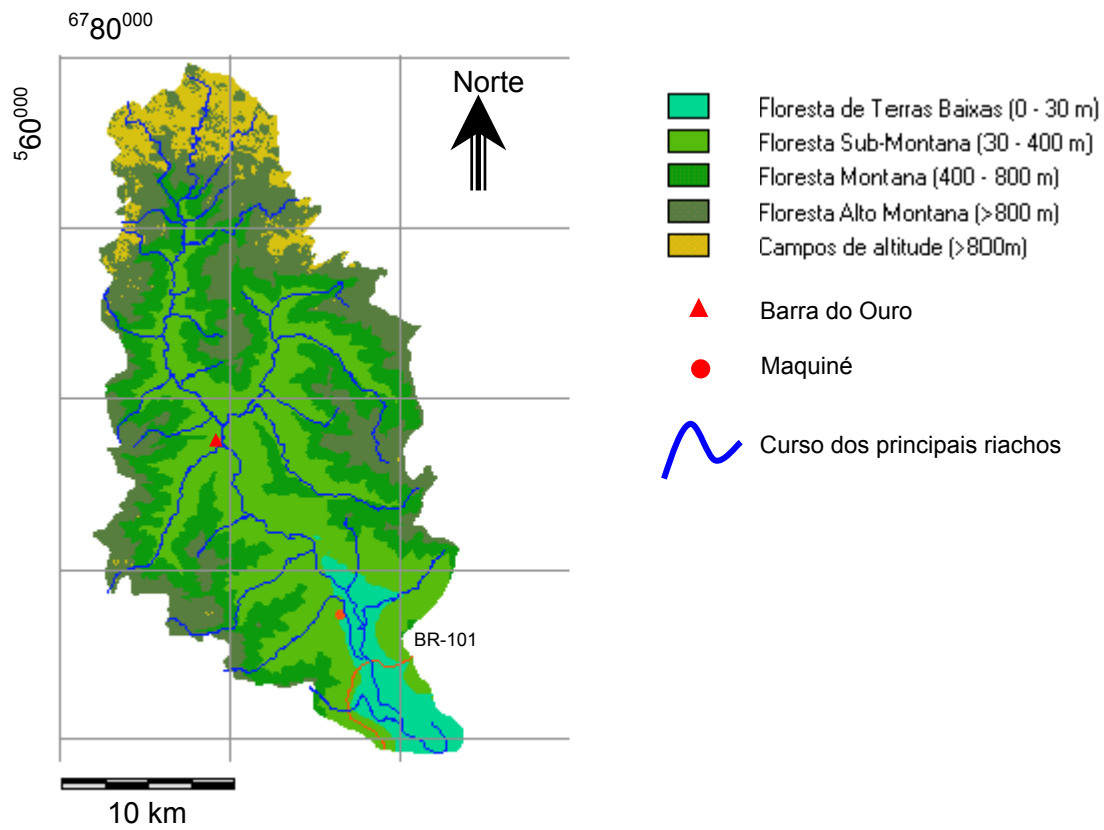 ⁶⁷80⁰⁰⁰
⁵60⁰⁰⁰
Norte
Floresta de Terras Baixas (0 - 30 m)
Floresta Sub-Montana (30 - 400 m)
Floresta Montana (400 - 800 m)
Floresta Alto Montana (>800 m)
Campos de altitude (>800m)
Barra do Ouro
Maquiné
Curso dos principais riachos
BR-101
10 km